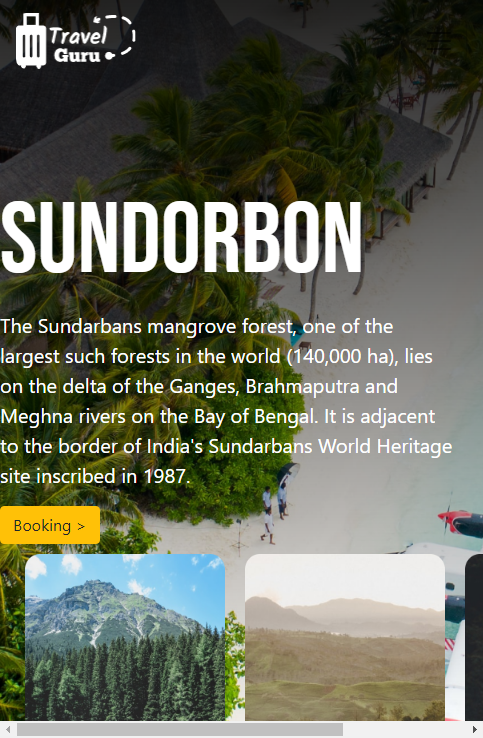 Travel
Guru
SUNDORBON
The Sundarbans mangrove forest, one of the
largest such forests in the world (140,000 ha), lies
on the delta of the Ganges, Brahmaputra and
Meghna rivers on the Bay of Bengal. It is adjacent
to the border of India's Sundarbans World Heritage
site inscribed in 1987.
Booking >